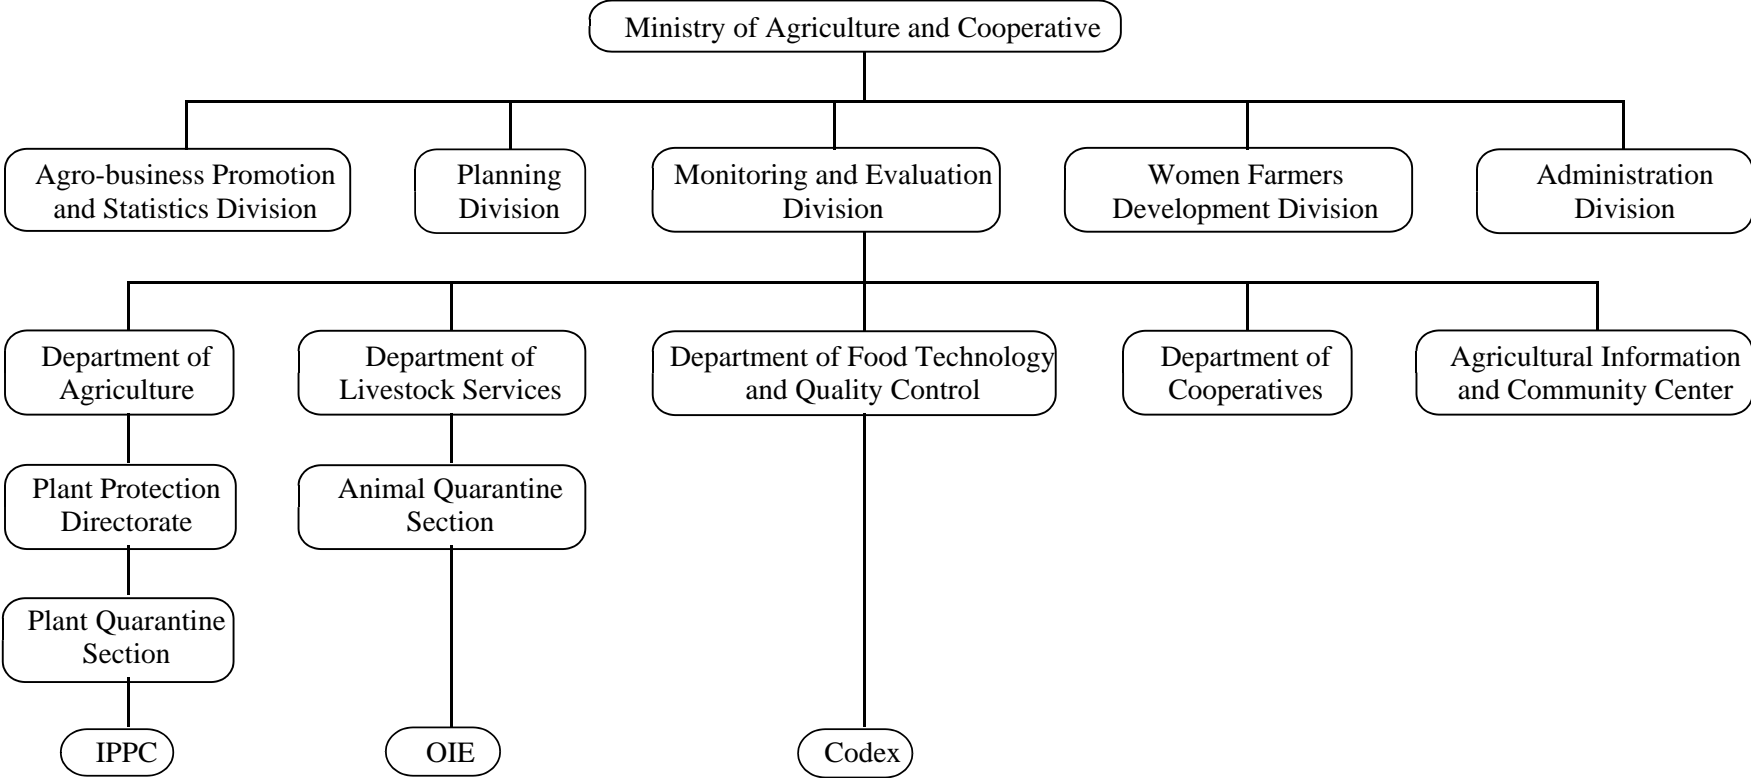 Ministry of Agriculture and Cooperative
Agro-business Promotion
and Statistics Division
Planning
Division
Monitoring and Evaluation
Division
Women Farmers
Development Division
Administration
Division
Department of
Agriculture
Department of
Livestock Services
Department of Food Technology
and Quality Control
Department of
Cooperatives
Agricultural Information
and Community Center
Plant Protection
Directorate
Animal Quarantine
Section
Plant Quarantine
Section
IPPC
OIE
Codex